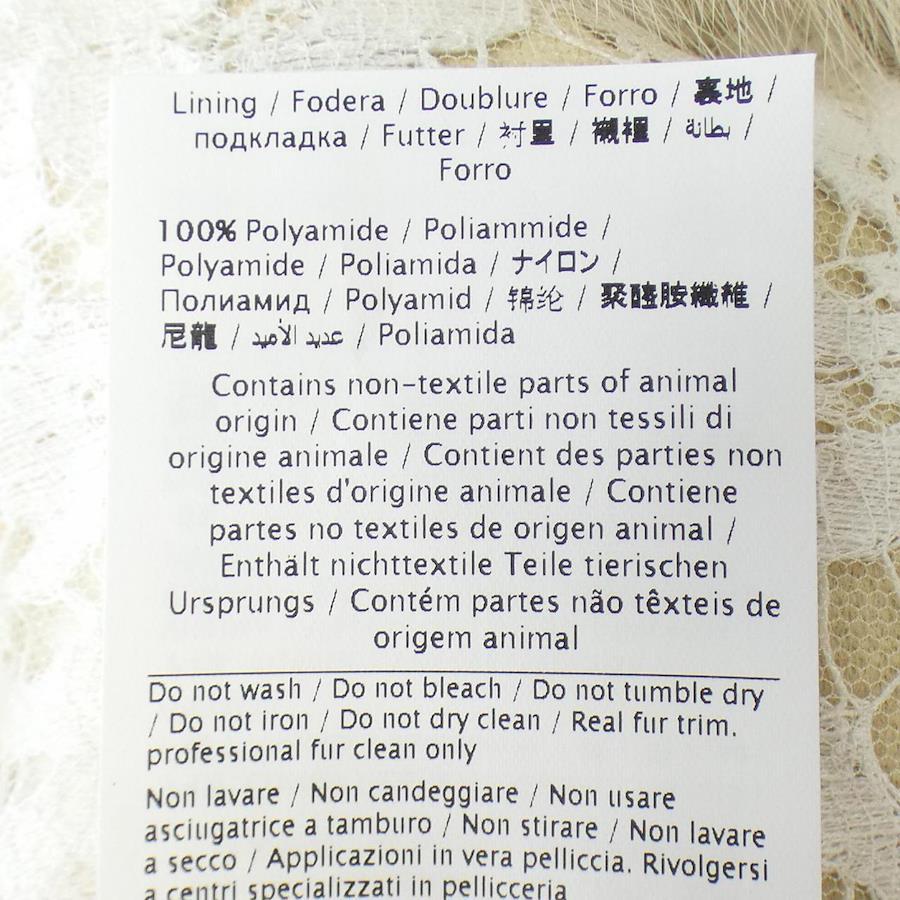 Lining / Fodera / Doublure / Forro / 裏地 /
подкладка / Futter / 衬里 / 襯裡 / بطانة /
Forro
100% Polyamide / Poliammide /
Polyamide / Poliamida / ナイロン /
Полиамид / Polyamid / 锦纶 / 聚醯胺纖維 /
尼龍 / عديد الأميد / Poliamida
Contains non-textile parts of animal
origin / Contiene parti non tessili di
origine animale / Contient des parties non
textiles d'origine animale / Contiene
partes no textiles de origen animal /
Enthält nichttextile Teile tierischen
Ursprungs / Contém partes não têxteis de
origem animal
Do not wash / Do not bleach / Do not tumble dry
/ Do not iron / Do not dry clean / Real fur trim.
professional fur clean only
Non lavare / Non candeggiare / Non usare
asciugatrice a tamburo / Non stirare / Non lavare
a secco / Applicazioni in vera pelliccia. Rivolgersi
a centri specializzati in pellicceria